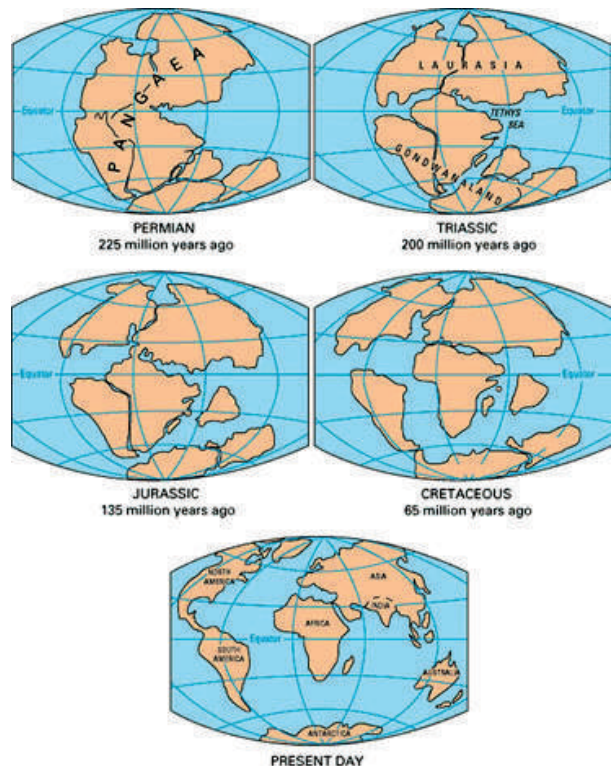 PANGAEA
Equator
PERMIAN
225 million years ago
LAURASIA
TETHYS
SEA
Equator
GONDWANALAND
TRIASSIC
200 million years ago
Equator
JURASSIC
135 million years ago
Equator
CRETACEOUS
65 million years ago
NORTH
AMERICA
ASIA
INDIA
AFRICA
Equator
SOUTH
AMERICA
AUSTRALIA
ANTARCTICA
PRESENT DAY